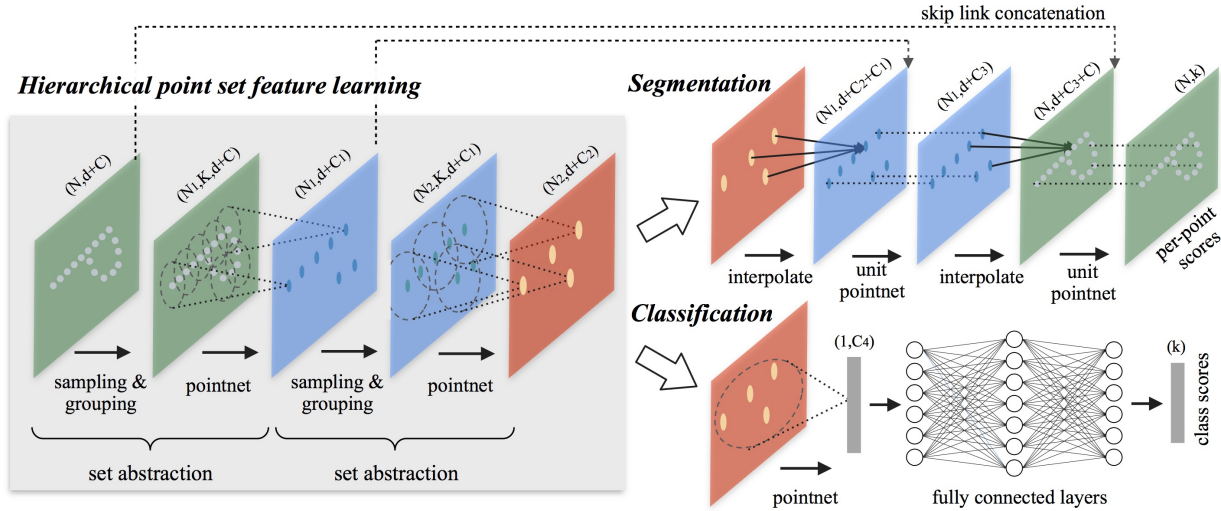 skip link concatenation
Hierarchical point set feature learning
(N,d+C)
(N1,K,d+C)
(N1,d+C1)
(N2,K,d+C1)
(N2,d+C2)
sampling &
grouping
pointnet
sampling &
grouping
pointnet
set abstraction
set abstraction
Segmentation
(N1,d+C2+C1)
(N1,d+C3)
(N,d+C3+C)
(N,k)
per-point
scores
interpolate
unit
pointnet
interpolate
unit
pointnet
Classification
(1,C4)
(k)
class scores
pointnet
fully connected layers